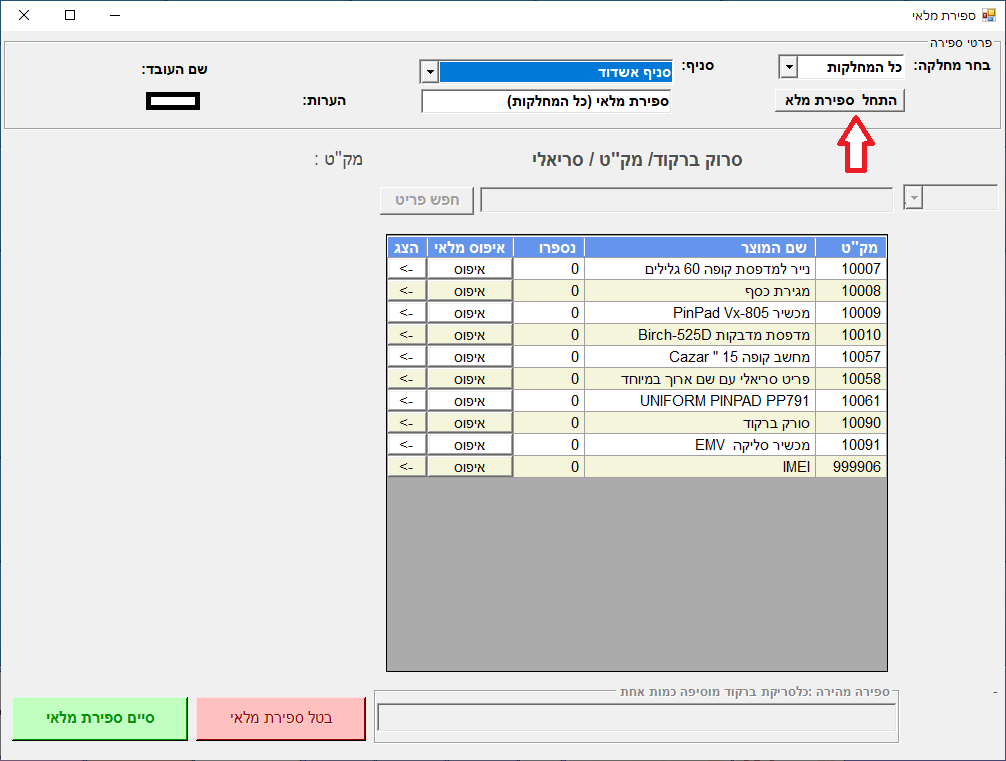 ספירת מלאי
פרטי ספירה
בחר מחלקה: כל המחלקות סניף: סניף אשדוד שם העובד:
התחל ספירת מלא ספירת מלאי (כל המחלקות) הערות:
סרוק ברקוד/ מק"ט / סריאלי מק"ט :
חפש פריט
מק"ט שם המוצר נספרו איפוס מלאי הצג
10007 נייר למדפסת קופה 60 גלילים 0 איפוס <-
10008 מגירת כסף 0 איפוס <-
10009 מכשיר PinPad Vx-805 0 איפוס <-
10010 מדפסת מדבקות Birch-525D 0 איפוס <-
10057 מחשב קופה 15 " Cazar 0 איפוס <-
10058 פריט סריאלי עם שם ארוך במיוחד 0 איפוס <-
10061 UNIFORM PINPAD PP791 0 איפוס <-
10090 סורק ברקוד 0 איפוס <-
10091 מכשיר סליקה EMV 0 איפוס <-
999906 IMEI 0 איפוס <-
ספירה מהירה :כלסריקת ברקוד מוסיפה כמות אחת
בטל ספירת מלאי
סיים ספירת מלאי